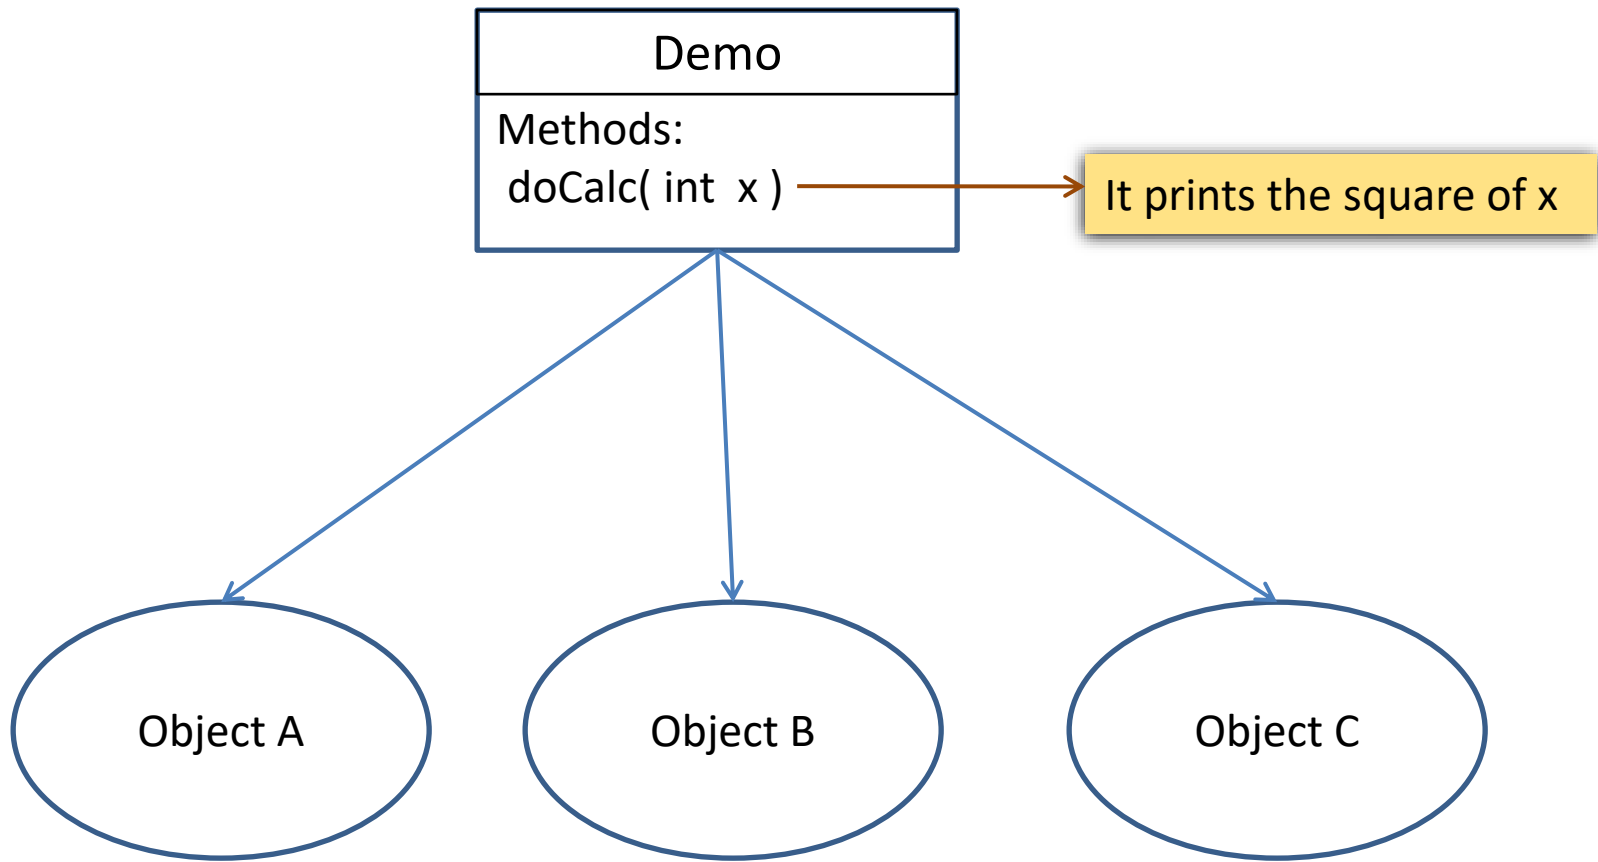 Demo
Methods:
doCalc( int x )
It prints the square of x
Object A
Object B
Object C